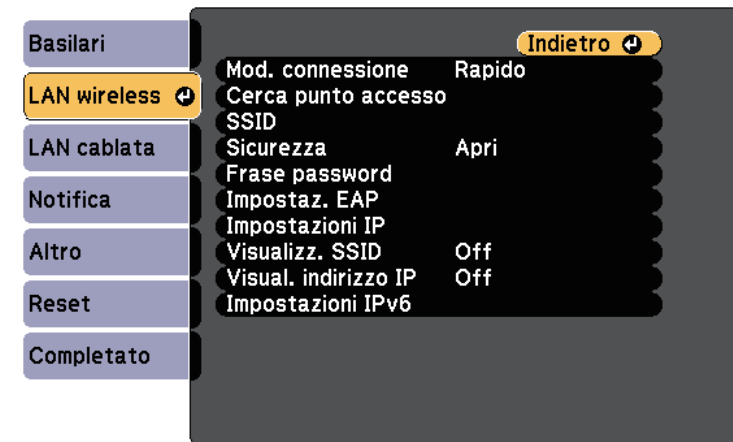 Basilari
LAN wireless
LAN cablata
Notifica
Altro
Reset
Completato
Indietro
Mod. connessione Rapido
Cerca punto accesso
SSID
Sicurezza Apri
Frase password
Impostaz. EAP
Impostazioni IP
Visualizz. SSID Off
Visual. indirizzo IP Off
Impostazioni IPv6